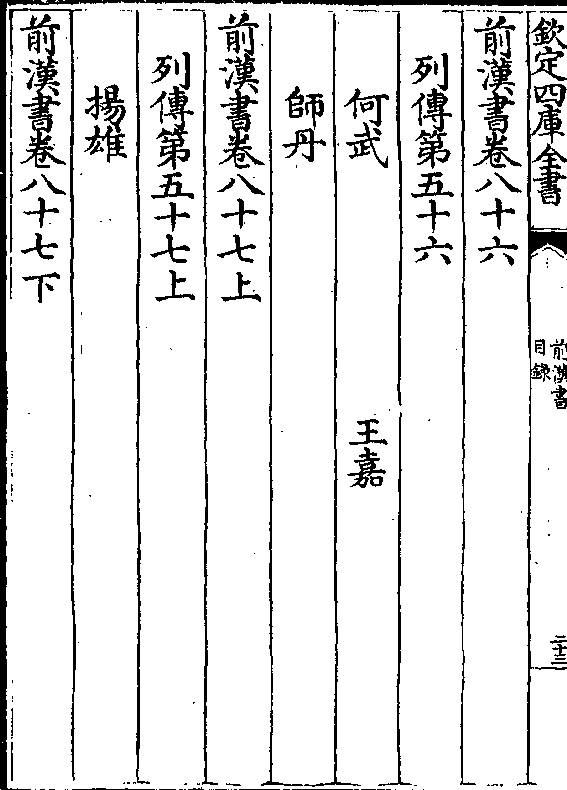 欽定四庫全書
前漢書
目錄
二十三
前漢書卷八十六
列傳第五十六
何武
王嘉
師丹
前漢書卷八十七上
列傳第五十七上
揚雄
前漢書卷八十七下